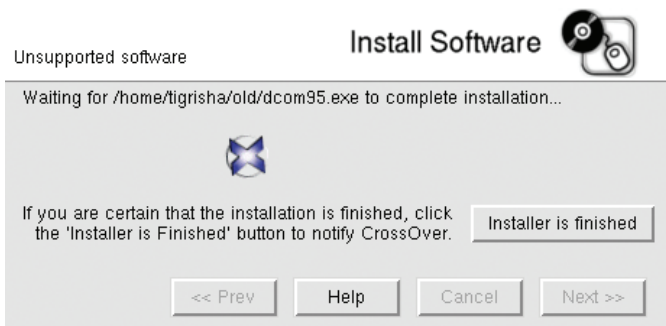 Install Software
Unsupported software
Waiting for /home/tigrisha/old/dcom95.exe to complete installation...
If you are certain that the installation is finished, click
the 'Installer is Finished' button to notify CrossOver.
Installer is finished
<< Prev
Help
Cancel
Next >>